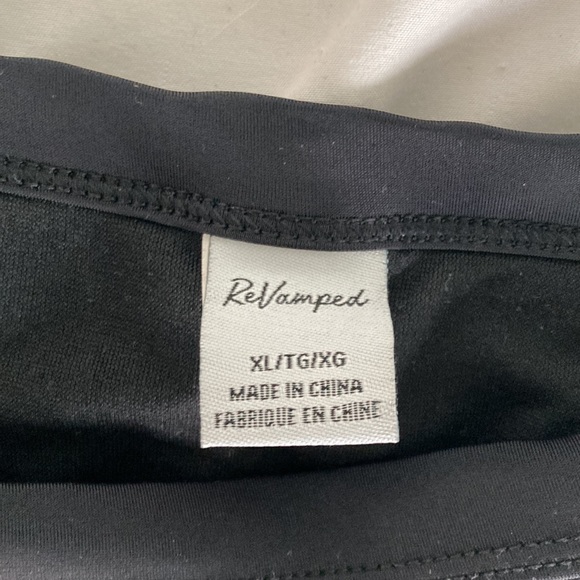 ReVamped
XL/TG/XG
MADE IN CHINA
FABRIQUE EN CHINE